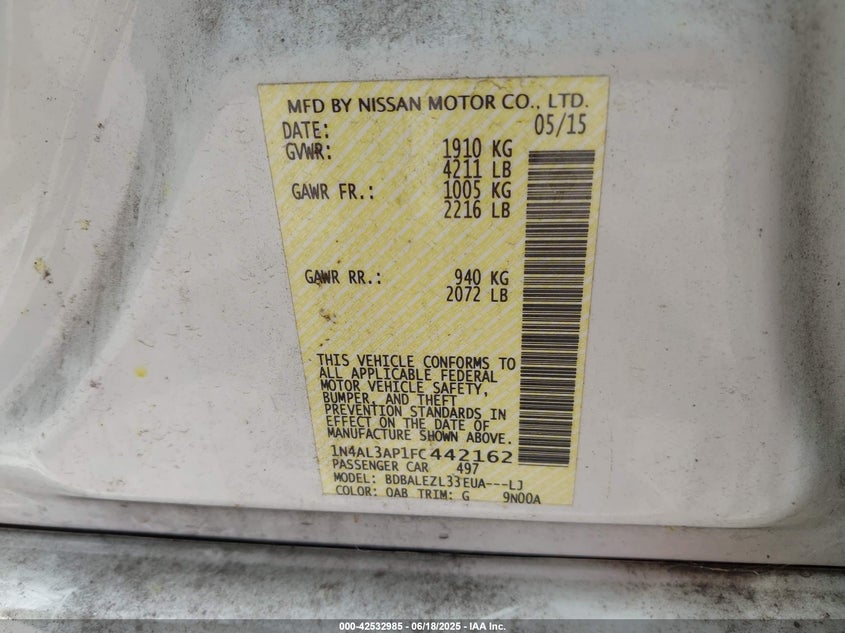 MFD BY NISSAN MOTOR CO., LTD.
DATE: 05/15
GVWR: 1910 KG
4211 LB
GAWR FR.: 1005 KG
2216 LB
GAWR RR.: 940 KG
2072 LB
THIS VEHICLE CONFORMS TO
ALL APPLICABLE FEDERAL
MOTOR VEHICLE SAFETY,
BUMPER, AND THEFT
PREVENTION STANDARDS IN
EFFECT ON THE DATE OF
MANUFACTURE SHOWN ABOVE.
1N4AL3AP1FC442162
PASSENGER CAR 497
MODEL: BDBALEZL33EUA---LJ
COLOR: QAB TRIM: G 9N00A
000-42532985 - 06/18/2025 - IAA Inc.